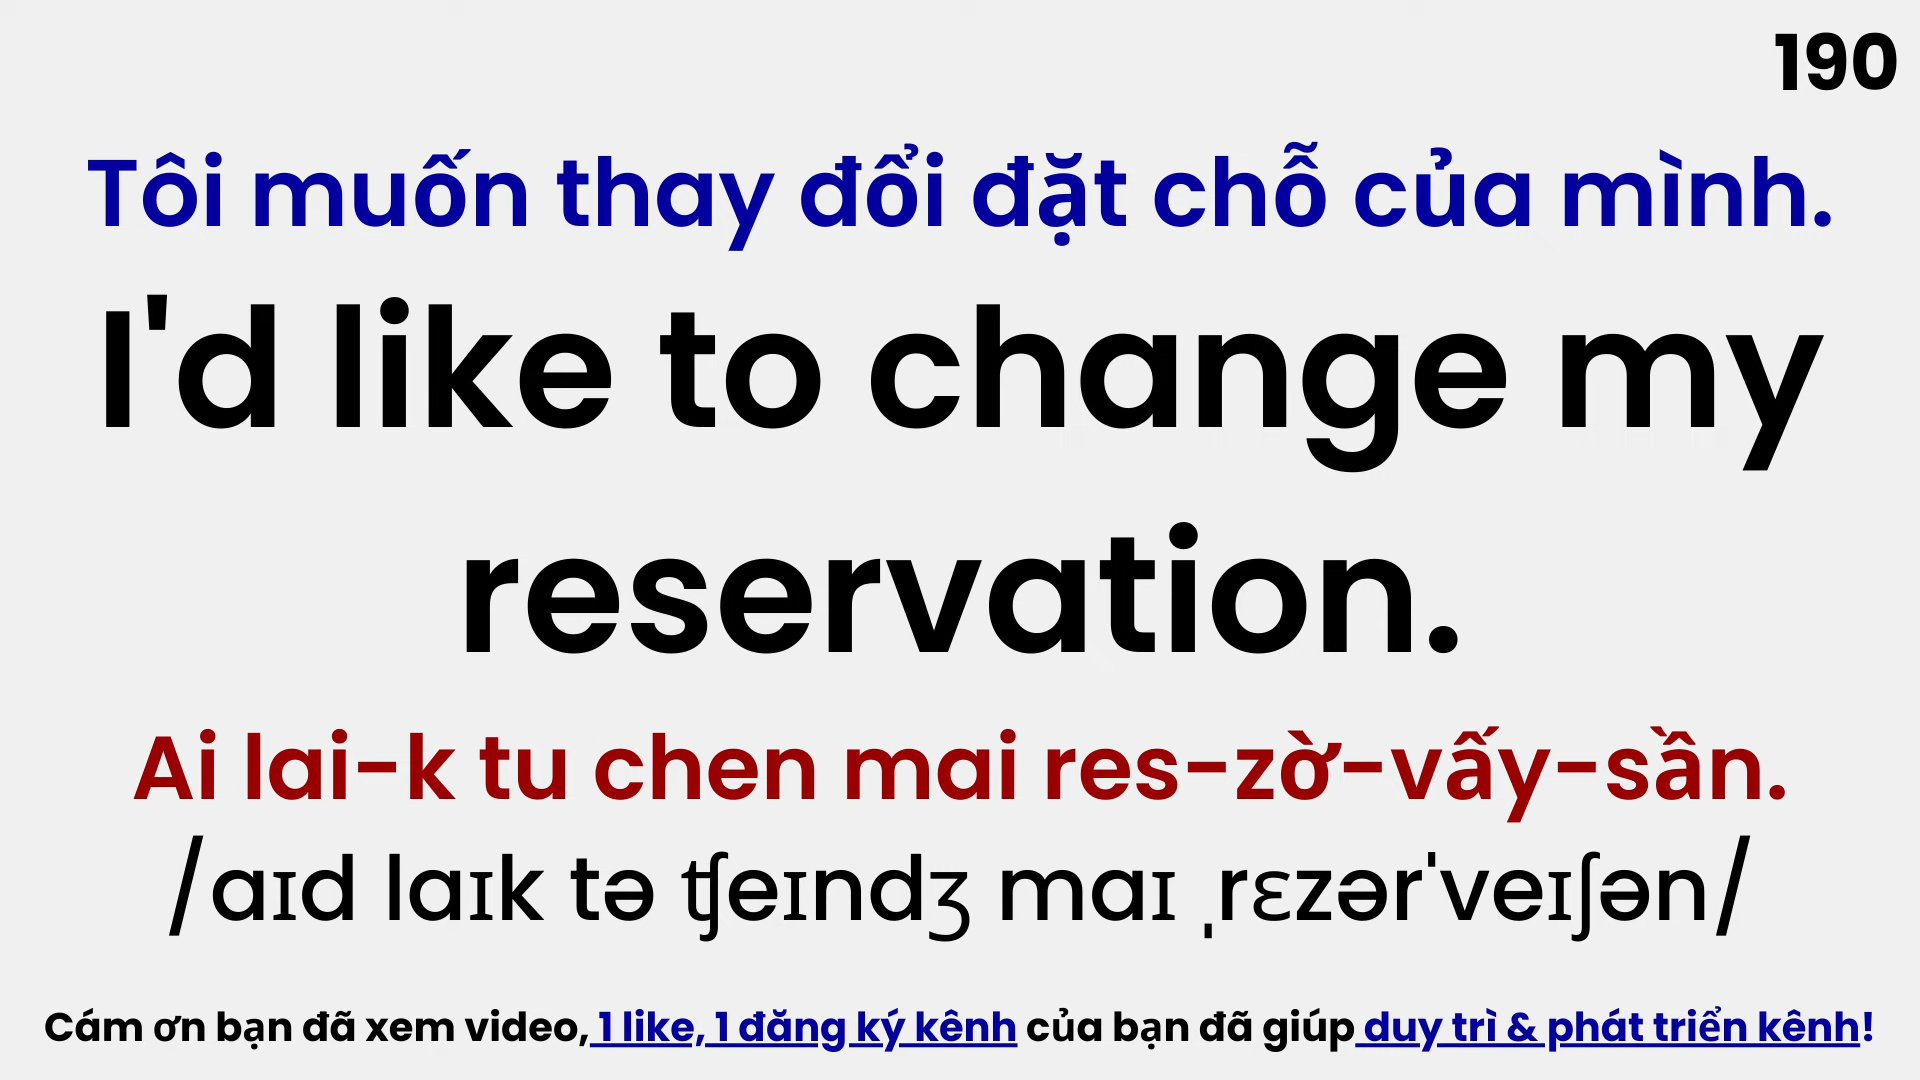 190
Tôi muốn thay đổi đặt chỗ của mình.
I'd like to change my
reservation.
Ai lai-k tu chen mai res-zờ-vấy-sần.
/aɪd laɪk tə ʧeɪndʒ maɪ ˌrɛzərˈveɪʃən/
Cám ơn bạn đã xem video, 1 like, 1 đăng ký kênh của bạn đã giúp duy trì & phát triển kênh!